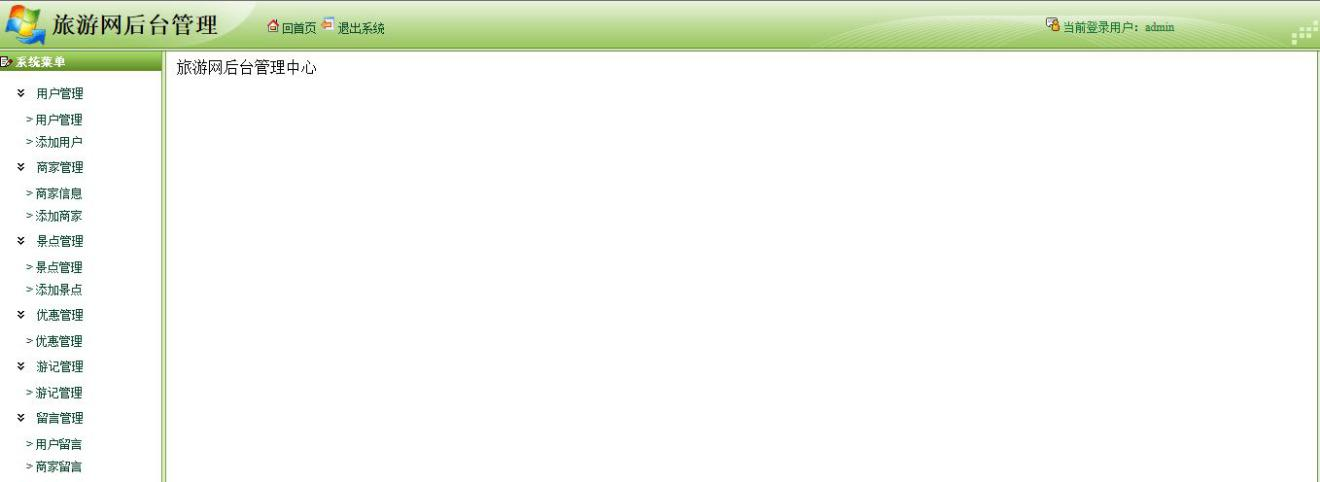 旅游网后台管理 回首页 退出系统 当前登录用户：admin
系统菜单
旅游网后台管理中心
用户管理
>用户管理
>添加用户
商家管理
>商家信息
>添加商家
景点管理
>景点管理
>添加景点
优惠管理
>优惠管理
游记管理
>游记管理
留言管理
>用户留言
>商家留言